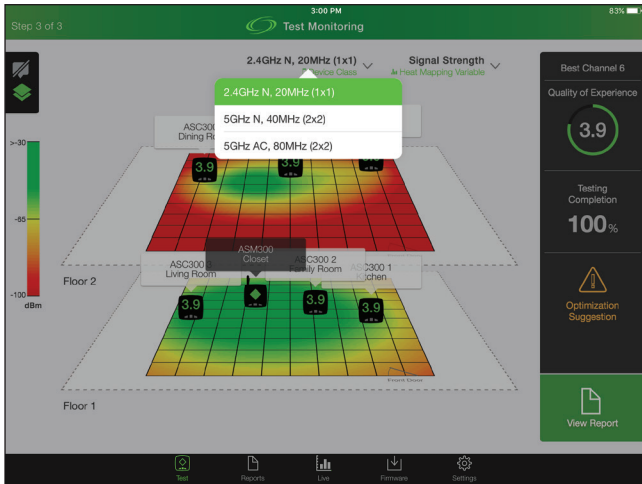 3:00 PM
83%
Step 3 of 3
Test Monitoring
2.4GHz N, 20MHz (1x1)
Signal Strength
Device Class
Heat Mapping Variable
2.4GHz N, 20MHz (1x1)
5GHz N, 40MHz (2x2)
5GHz AC, 80MHz (2x2)
Best Channel 6
Quality of Experience
3.9
Testing
Completion
100%
Optimization
Suggestion
View Report
>-30
-65
-100
dBm
ASC300
Dining
3.9
3.9
3.9
Floor 2
ASM300
Closet
ASC300
Living Room
ASC300 2
Family Room
ASC300 1
Kitchen
3.9
3.9
3.9
Front Door
Floor 1
Test
Reports
Live
Firmware
Settings